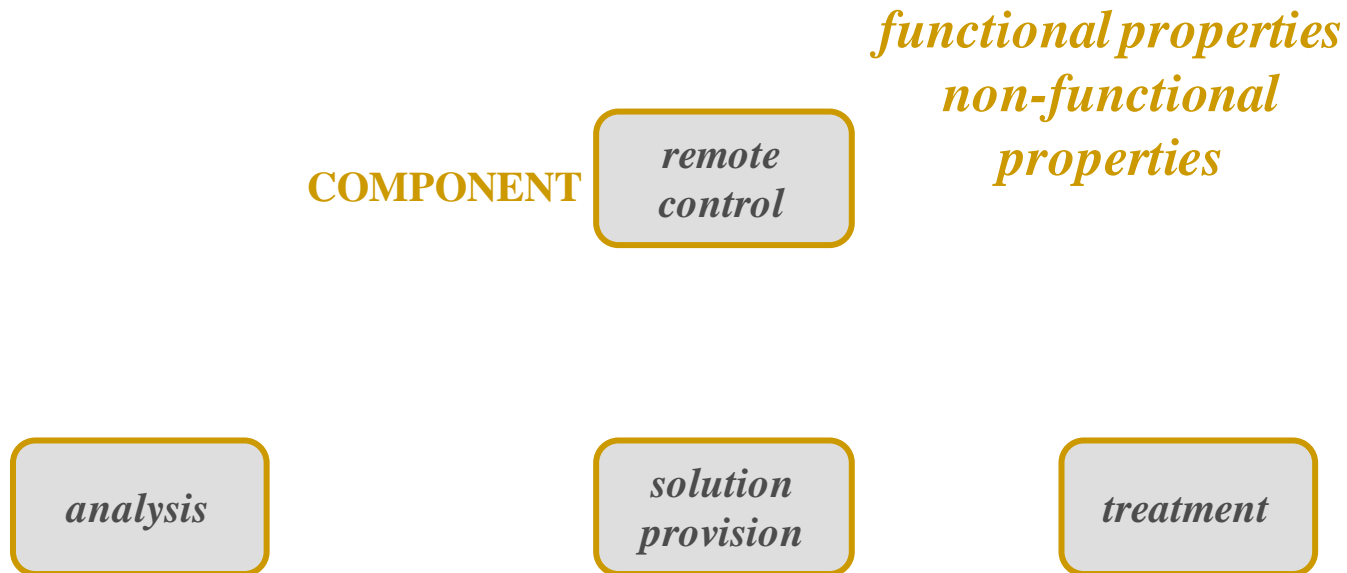 functional properties
non-functional
properties
COMPONENT
remote
control
analysis
solution
provision
treatment